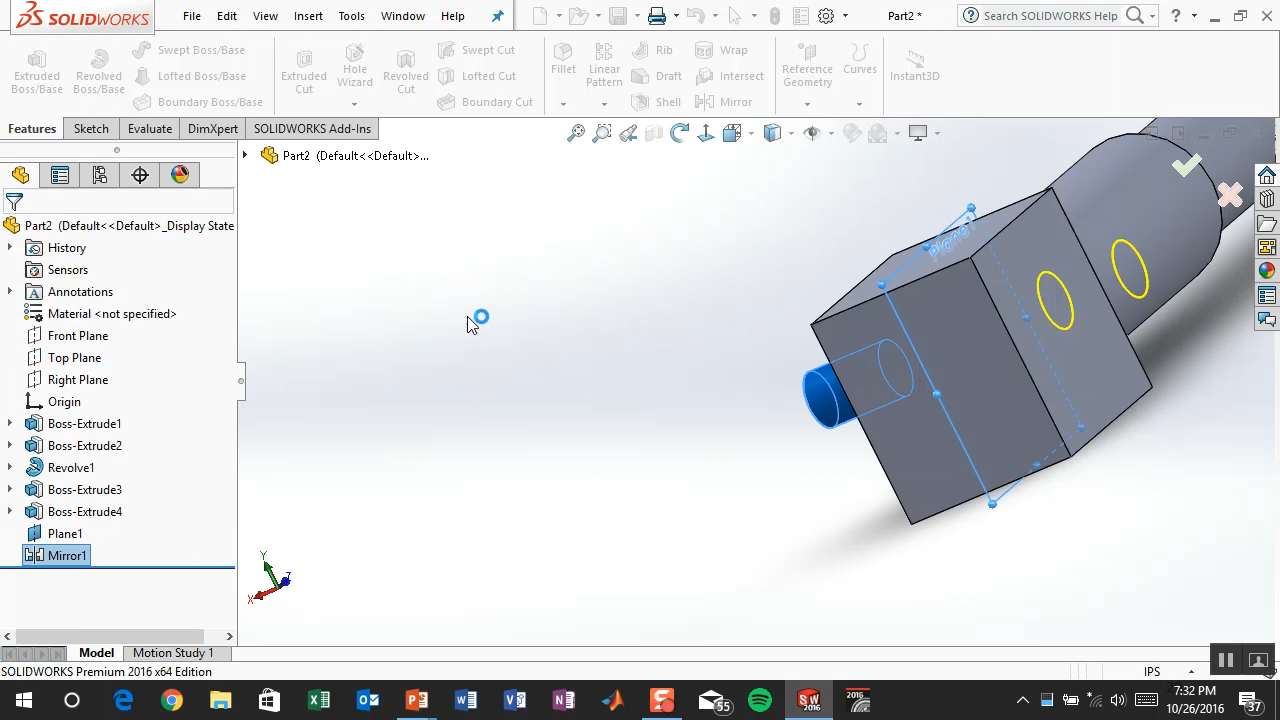 SOLIDWORKS File Edit View Insert Tools Window Help Part2 * Search SOLIDWORKS Help
Extruded Boss/Base
Revolved Boss/Base
Swept Boss/Base
Lofted Boss/Base
Boundary Boss/Base
Extruded Cut
Hole Wizard
Revolved Cut
Swept Cut
Lofted Cut
Boundary Cut
Fillet
Linear Pattern
Rib
Draft
Shell
Wrap
Intersect
Mirror
Reference Geometry
Curves
Instant3D
Features Sketch Evaluate DimXpert SOLIDWORKS Add-Ins
Part2 (Default<<Default>...
Part2 (Default<<Default>_Display State
History
Sensors
Annotations
Material <not specified>
Front Plane
Top Plane
Right Plane
Origin
Boss-Extrude1
Boss-Extrude2
Revolve1
Boss-Extrude3
Boss-Extrude4
Plane1
Mirror1
Plane1
Y
Z
X
Model Motion Study 1
SOLIDWORKS Premium 2016 x64 Edition IPS
55
SW 2016
2016
7:32 PM
10/26/2016
37